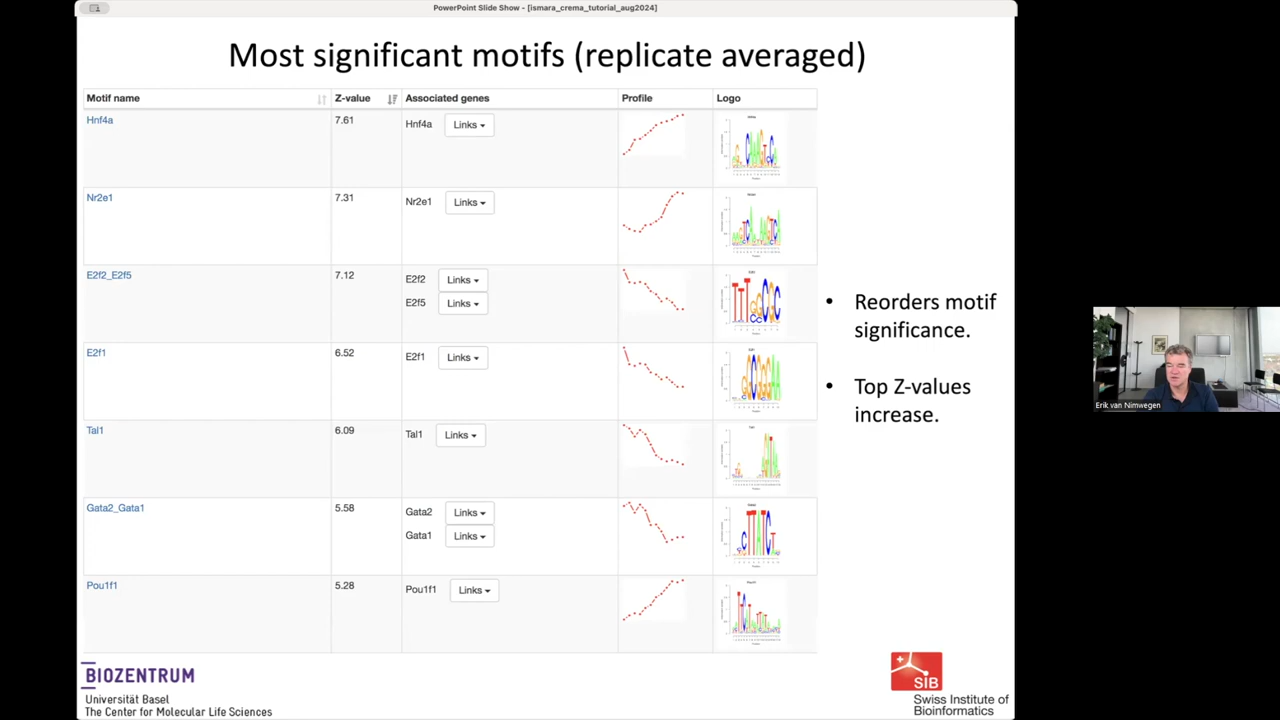 PowerPoint Slide Show - [ismara_crema_tutorial_aug2024]
Most significant motifs (replicate averaged)
Motif name Z-value Associated genes Profile Logo
Hnf4a 7.61 Hnf4a Links
Nr2e1 7.31 Nr2e1 Links
E2f2_E2f5 7.12 E2f2 Links
E2f5 Links
E2f1 6.52 E2f1 Links
Tal1 6.09 Tal1 Links
Gata2_Gata1 5.58 Gata2 Links
Gata1 Links
Pou1f1 5.28 Pou1f1 Links
• Reorders motif
significance.
• Top Z-values
increase.
Erik van Nimwegen
BIOZENTRUM
Universität Basel
The Center for Molecular Life Sciences
SIB
Swiss Institute of
Bioinformatics